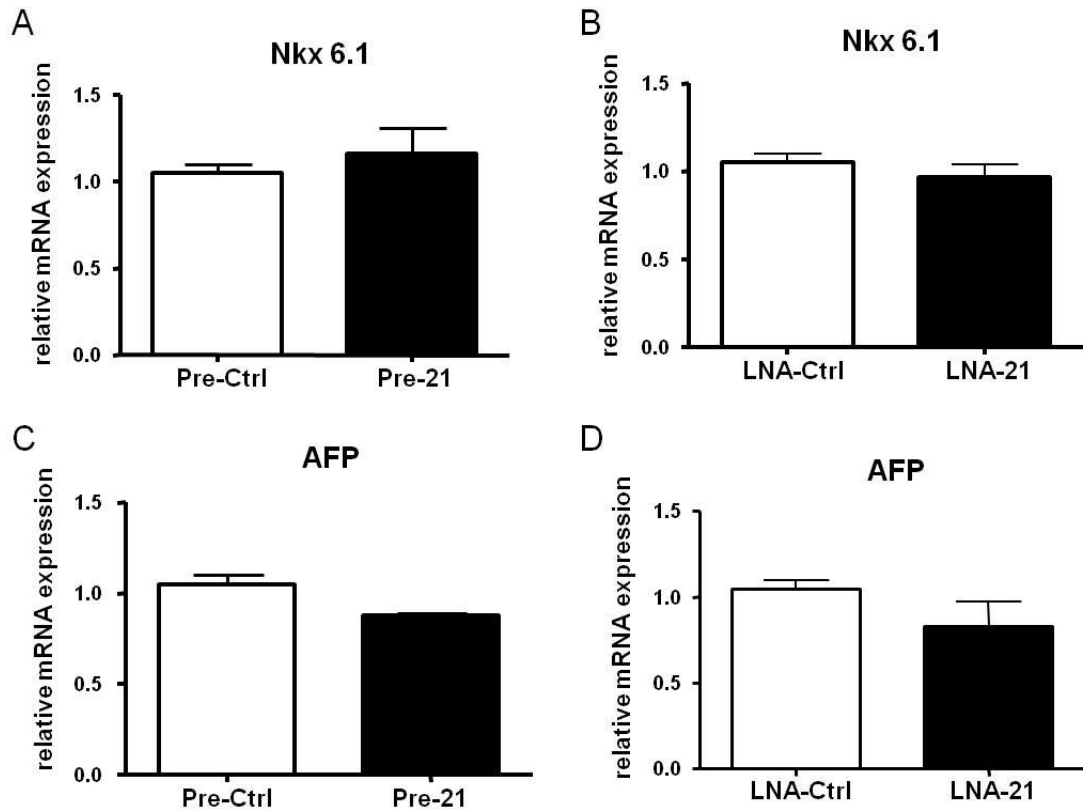 A
Nkx 6.1
relative mRNA expression
1.5
1.0
0.5
0.0
Pre-Ctrl
Pre-21
B
Nkx 6.1
relative mRNA expression
1.5
1.0
0.5
0.0
LNA-Ctrl
LNA-21
C
AFP
relative mRNA expression
1.5
1.0
0.5
0.0
Pre-Ctrl
Pre-21
D
AFP
relative mRNA expression
1.5
1.0
0.5
0.0
LNA-Ctrl
LNA-21